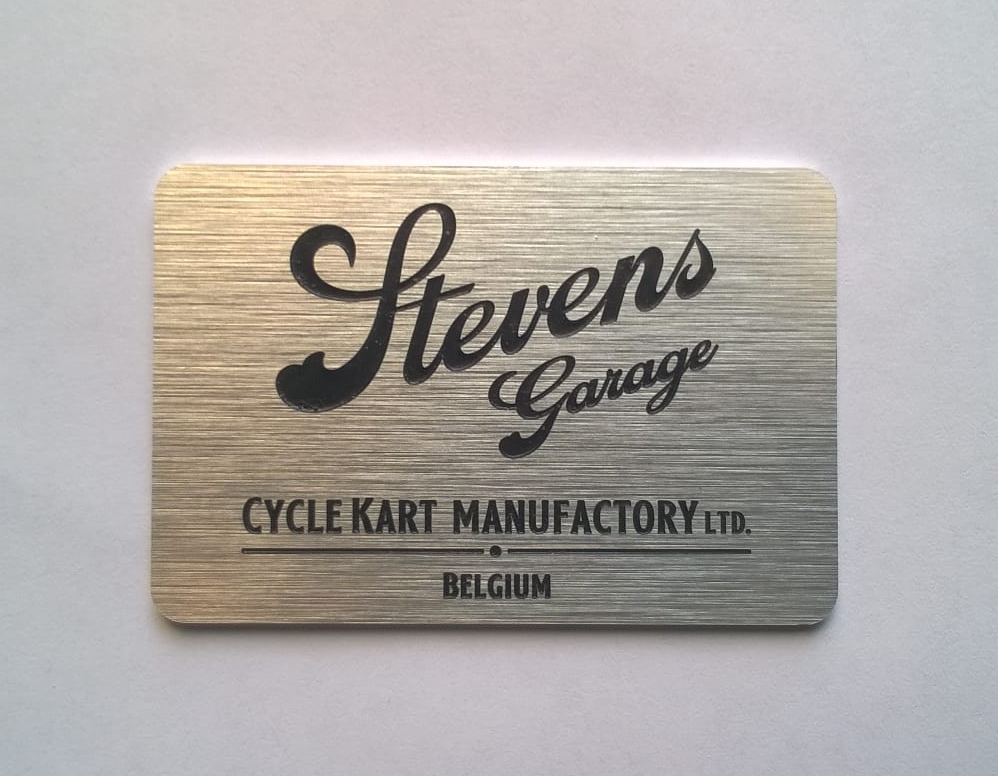 Stevens
Garage
CYCLE KART MANUFACTORY LTD.
BELGIUM